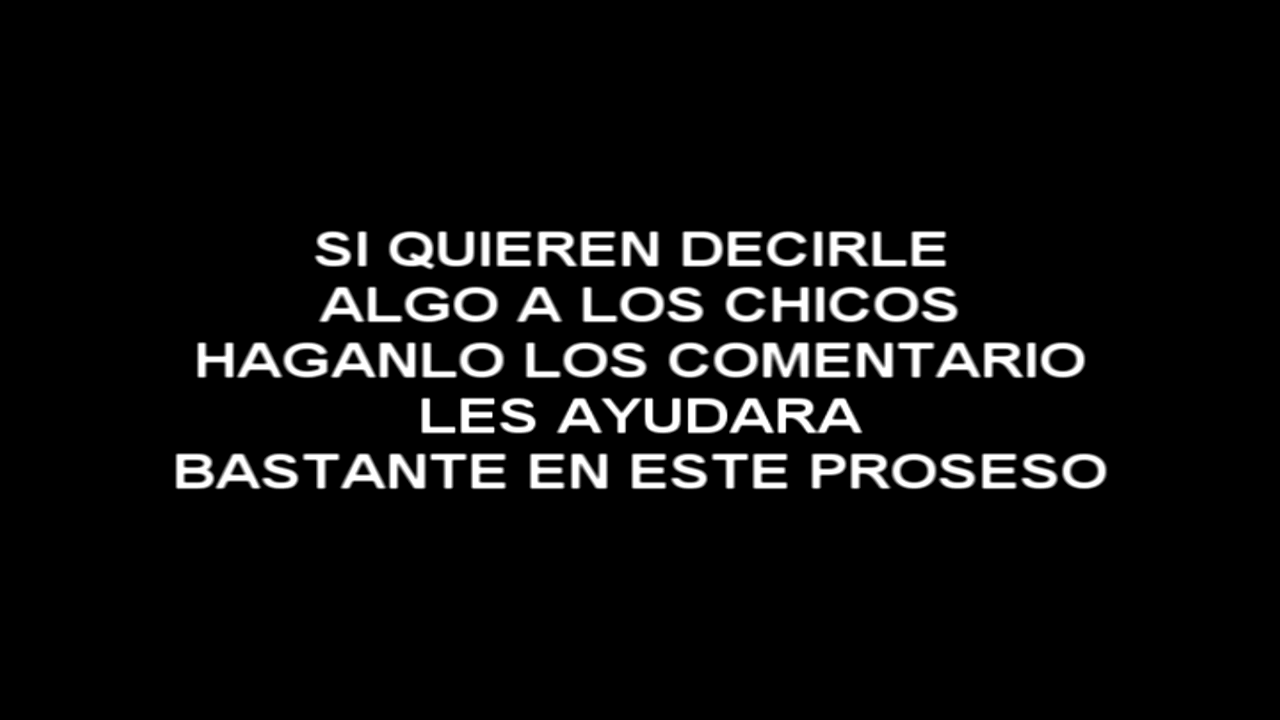 SI QUIEREN DECIRLE
ALGO A LOS CHICOS
HAGANLO LOS COMENTARIO
LES AYUDARA
BASTANTE EN ESTE PROSESO